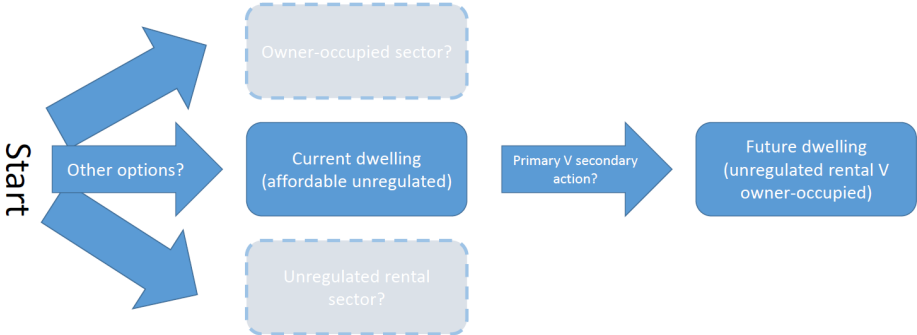 Start
Other options?
Owner-occupied sector?
Current dwelling
(affordable unregulated)
Unregulated rental
sector?
Primary V secondary
action?
Future dwelling
(unregulated rental V
owner-occupied)